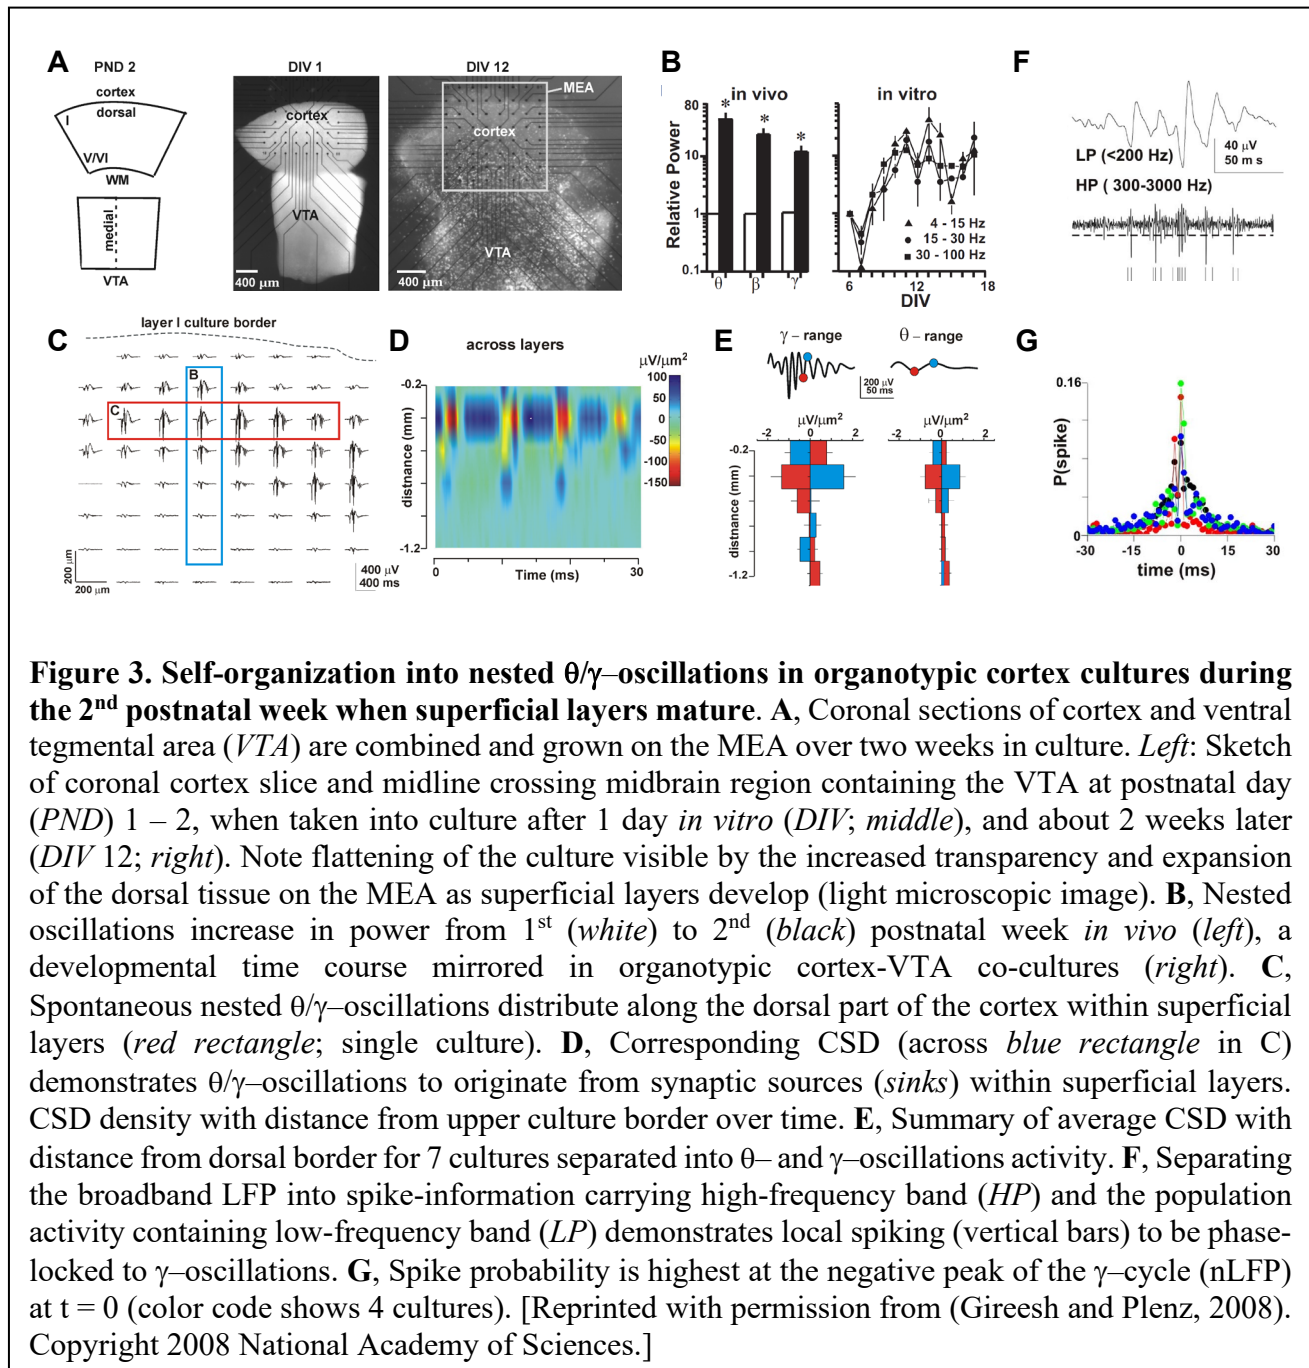 A
PND 2
cortex
dorsal
I
V/VI
WM
medial
VTA
DIV 1
cortex
VTA
400 μm
DIV 12
MEA
cortex
VTA
400 μm
B
in vivo
in vitro
Relative Power
80
10
1
0.1
θ
β
γ
4 - 15 Hz
15 - 30 Hz
30 - 100 Hz
6
12
18
DIV
F
LP (<200 Hz)
40 μV
50 m s
HP ( 300-3000 Hz)
C
layer I culture border
B
C
200 μm
200 μm
400 μV
400 ms
D
across layers
μV/μm²
100
50
0
-50
-100
-150
-0.2
distnance (mm)
-1.2
0
Time (ms)
30
E
γ – range
θ – range
200 μV
50 ms
μV/μm²
μV/μm²
-2
0
2
-2
0
2
-0.2
distnance (mm)
-1.2
G
0.16
P(spike)
0
-30
-15
0
15
30
time (ms)
Figure 3. Self-organization into nested θ/γ–oscillations in organotypic cortex cultures during
the 2nd postnatal week when superficial layers mature. A, Coronal sections of cortex and ventral
tegmental area (VTA) are combined and grown on the MEA over two weeks in culture. Left: Sketch
of coronal cortex slice and midline crossing midbrain region containing the VTA at postnatal day
(PND) 1 – 2, when taken into culture after 1 day in vitro (DIV; middle), and about 2 weeks later
(DIV 12; right). Note flattening of the culture visible by the increased transparency and expansion
of the dorsal tissue on the MEA as superficial layers develop (light microscopic image). B, Nested
oscillations increase in power from 1st (white) to 2nd (black) postnatal week in vivo (left), a
developmental time course mirrored in organotypic cortex-VTA co-cultures (right). C,
Spontaneous nested θ/γ–oscillations distribute along the dorsal part of the cortex within superficial
layers (red rectangle; single culture). D, Corresponding CSD (across blue rectangle in C)
demonstrates θ/γ–oscillations to originate from synaptic sources (sinks) within superficial layers.
CSD density with distance from upper culture border over time. E, Summary of average CSD with
distance from dorsal border for 7 cultures separated into θ– and γ–oscillations activity. F, Separating
the broadband LFP into spike-information carrying high-frequency band (HP) and the population
activity containing low-frequency band (LP) demonstrates local spiking (vertical bars) to be phase-
locked to γ–oscillations. G, Spike probability is highest at the negative peak of the γ–cycle (nLFP)
at t = 0 (color code shows 4 cultures). [Reprinted with permission from (Gireesh and Plenz, 2008).
Copyright 2008 National Academy of Sciences.]